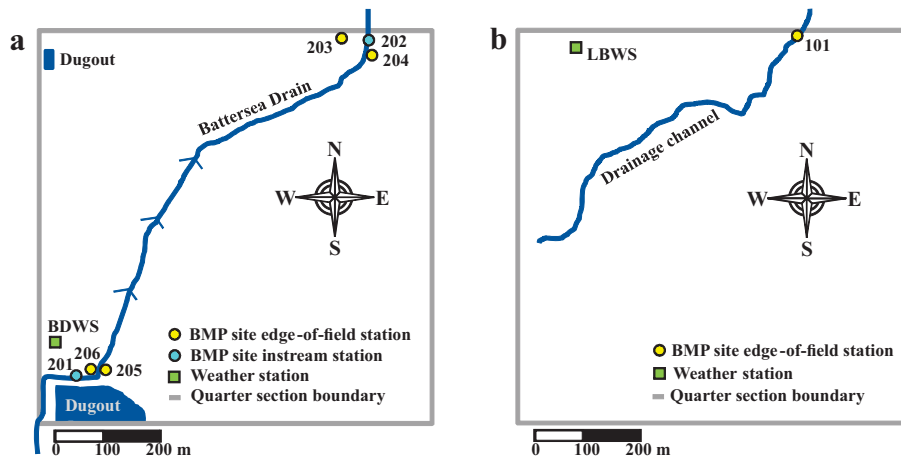 a
Dugout
203
202
204
Battersea Drain
N
W
E
S
BDWS
206
201
205
BMP site edge-of-field station
BMP site instream station
Weather station
Quarter section boundary
Dugout
0 100 200 m
b
LBWS
101
Drainage channel
N
W
E
S
BMP site edge-of-field station
Weather station
Quarter section boundary
0 100 200 m